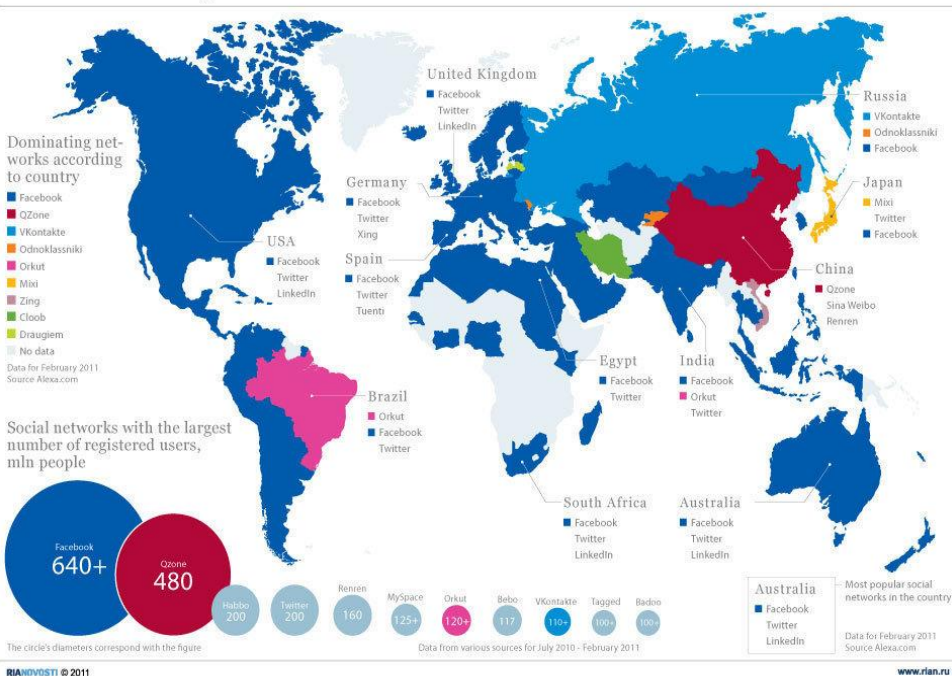 Dominating net-
works according
to country
Facebook
QZone
VKontakte
Odnoklassniki
Orkut
Mixi
Zing
Cloob
Draugiem
No data
Data for February 2011
Source Alexa.com
USA
Facebook
Twitter
LinkedIn
United Kingdom
Facebook
Twitter
LinkedIn
Germany
Facebook
Twitter
Xing
Spain
Facebook
Twitter
Tuenti
Russia
VKontakte
Odnoklassniki
Facebook
Japan
Mixi
Twitter
Facebook
China
Qzone
Sina Weibo
Renren
Brazil
Orkut
Facebook
Twitter
Egypt
Facebook
Twitter
India
Facebook
Orkut
Twitter
South Africa
Facebook
Twitter
LinkedIn
Australia
Facebook
Twitter
LinkedIn
Social networks with the largest
number of registered users,
mln people
Facebook
640+
Qzone
480
Habbo
200
Twitter
200
Renren
160
MySpace
125+
Orkut
120+
Bebo
117
VKontakte
110+
Tagged
100+
Badoo
100+
The circle's diameters correspond with the figure
Data from various sources for July 2010 - February 2011
Australia
Facebook
Twitter
LinkedIn
Most popular social
networks in the country
Data for February 2011
Source Alexa.com
RIANOVOSTI © 2011
www.rian.ru